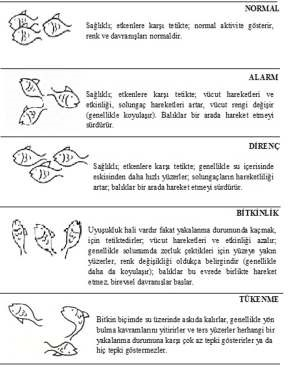 NORMAL
Sağlıklı; etkenlere karşı tetikte; normal aktivite gösterir,
renk ve davranışları normaldir.
ALARM
Sağlıklı; etkenlere karşı tetikte; vücut hareketleri ve
etkinliği, solungaç hareketleri artar, vücut rengi değişir
(genellikle koyulaşır). Balıklar bir arada hareket etmeyi
sürdürür.
DİRENÇ
Sağlıklı; etkenlere karşı tetikte; genellikle su içerisinde
eskisinden daha hızlı yüzerler; solungaçların hareketliliği
artar; balıklar bir arada hareket etmeyi sürdürür.
BİTKİNLİK
Uyuşukluk hali vardır fakat yakalanma durumunda kaçmak,
için tetiktedirler; vücut hareketleri ve etkinliği azalır;
genellikle solunumda zorluk çektikleri için yüzeye yakın
yüzerler, renk değişikliği oldukça belirgindir (genellikle
daha da koyulaşır); balıklar bu evrede birlikte hareket
etmez, bireysel davranışlar başlar.
TÜKENME
Bitkin biçimde su üzerinde askıda kalırlar, genellikle yön
bulma kavramlarını yitirirler ve ters yüzerler herhangi bir
yakalanma durumuna karşı çok az tepki gösterirler ya da
hiç tepki göstermezler.